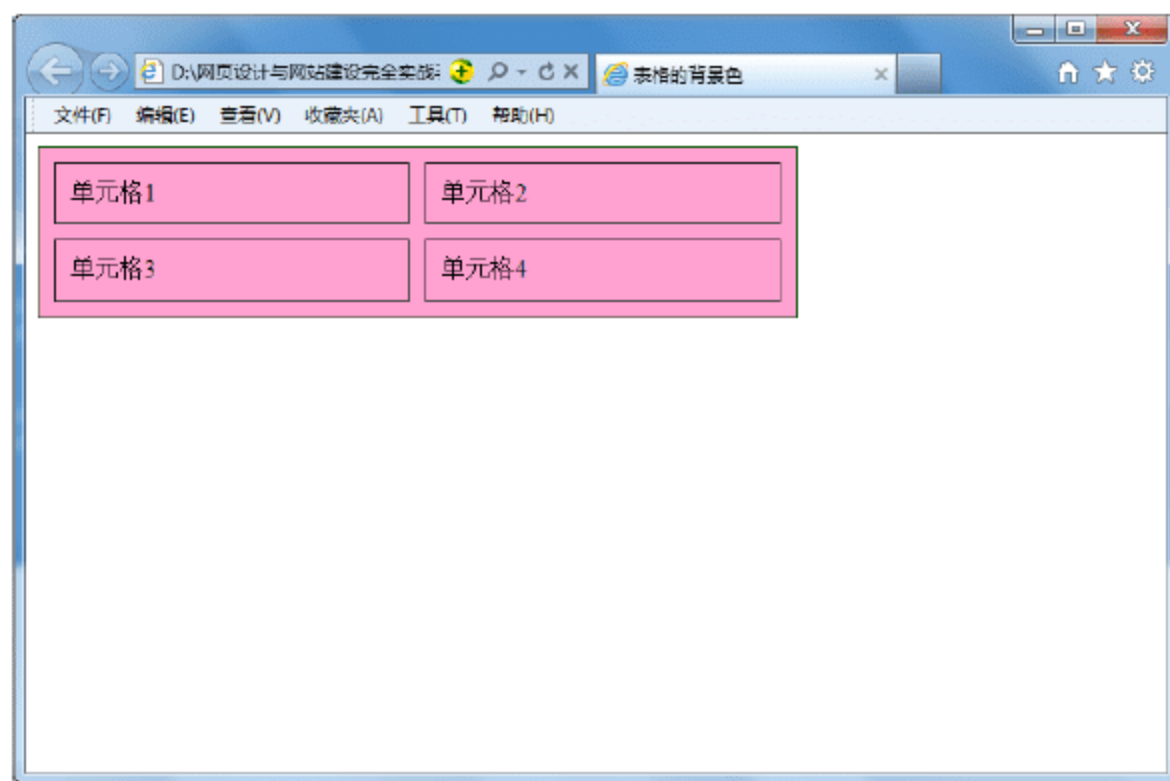 D:\网页设计与网站建设完全实战
表格的背景色
文件(F) 编辑(E) 查看(V) 收藏夹(A) 工具(T) 帮助(H)
单元格1 单元格2
单元格3 单元格4